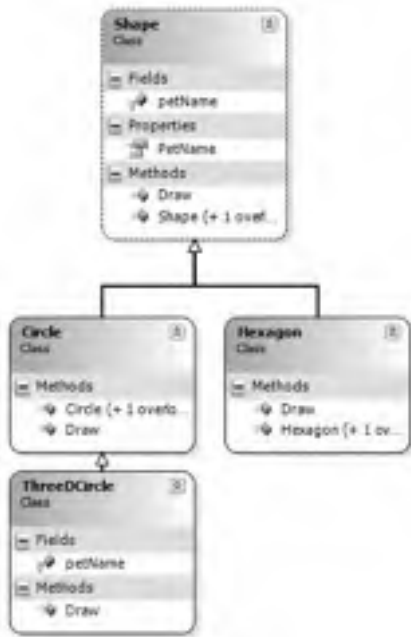 Shape
Class
Fields
petName
Properties
PetName
Methods
Draw
Shape (+ 1 overl...
Circle
Class
Methods
Circle (+ 1 overlo...
Draw
Hexagon
Class
Methods
Draw
Hexagon (+ 1 ov...
ThreeDCircle
Class
Fields
petName
Methods
Draw